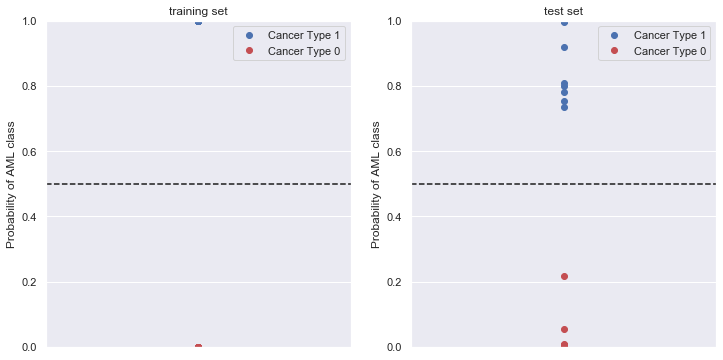 training set
Probability of AML class
1.0
0.8
0.6
0.4
0.2
0.0
Cancer Type 1
Cancer Type 0
test set
Probability of AML class
1.0
0.8
0.6
0.4
0.2
0.0
Cancer Type 1
Cancer Type 0